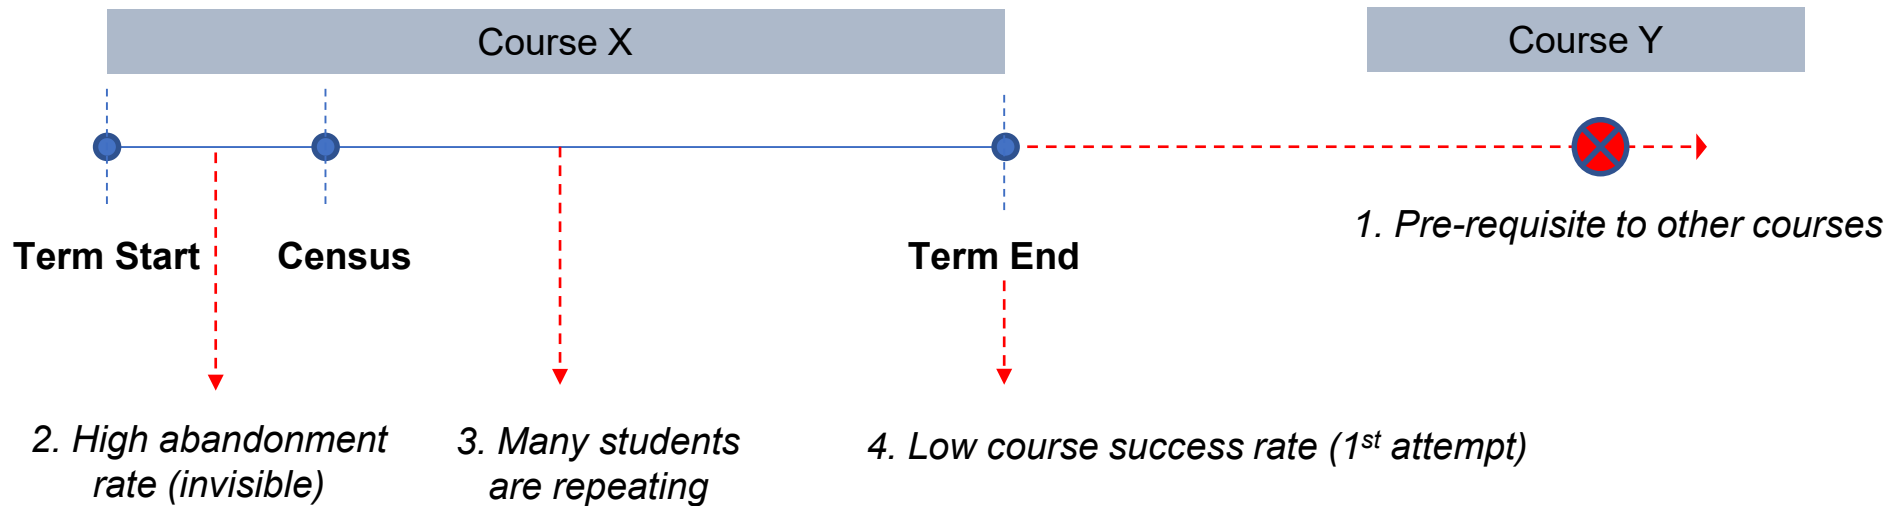 Course X
Course Y
Term Start
Census
Term End
1. Pre-requisite to other courses
2. High abandonment
rate (invisible)
3. Many students
are repeating
4. Low course success rate (1st attempt)